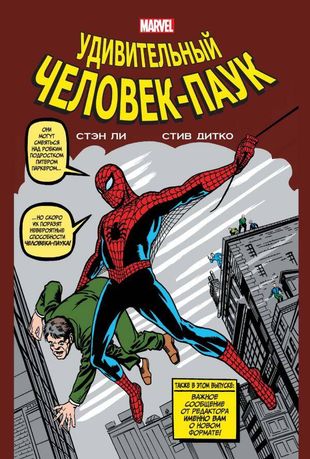 MARVEL
УДИВИТЕЛЬНЫЙ
ЧЕЛОВЕК-ПАУК
СТЭН ЛИ СТИВ ДИТКО
ОНИ
МОГУТ
СМЕЯТЬСЯ
НАД РОБКИМ
ПОДРОСТКОМ
ПИТЕРОМ
ПАРКЕРОМ...
...НО СКОРО
ИХ ПОРАЗЯТ
НЕВЕРОЯТНЫЕ
СПОСОБНОСТИ
ЧЕЛОВЕКА-ПАУКА!
ТАКЖЕ В ЭТОМ ВЫПУСКЕ:
ВАЖНОЕ
СООБЩЕНИЕ
ОТ РЕДАКТОРА
ИМЕННО ВАМ
О НОВОМ
ФОРМАТЕ!